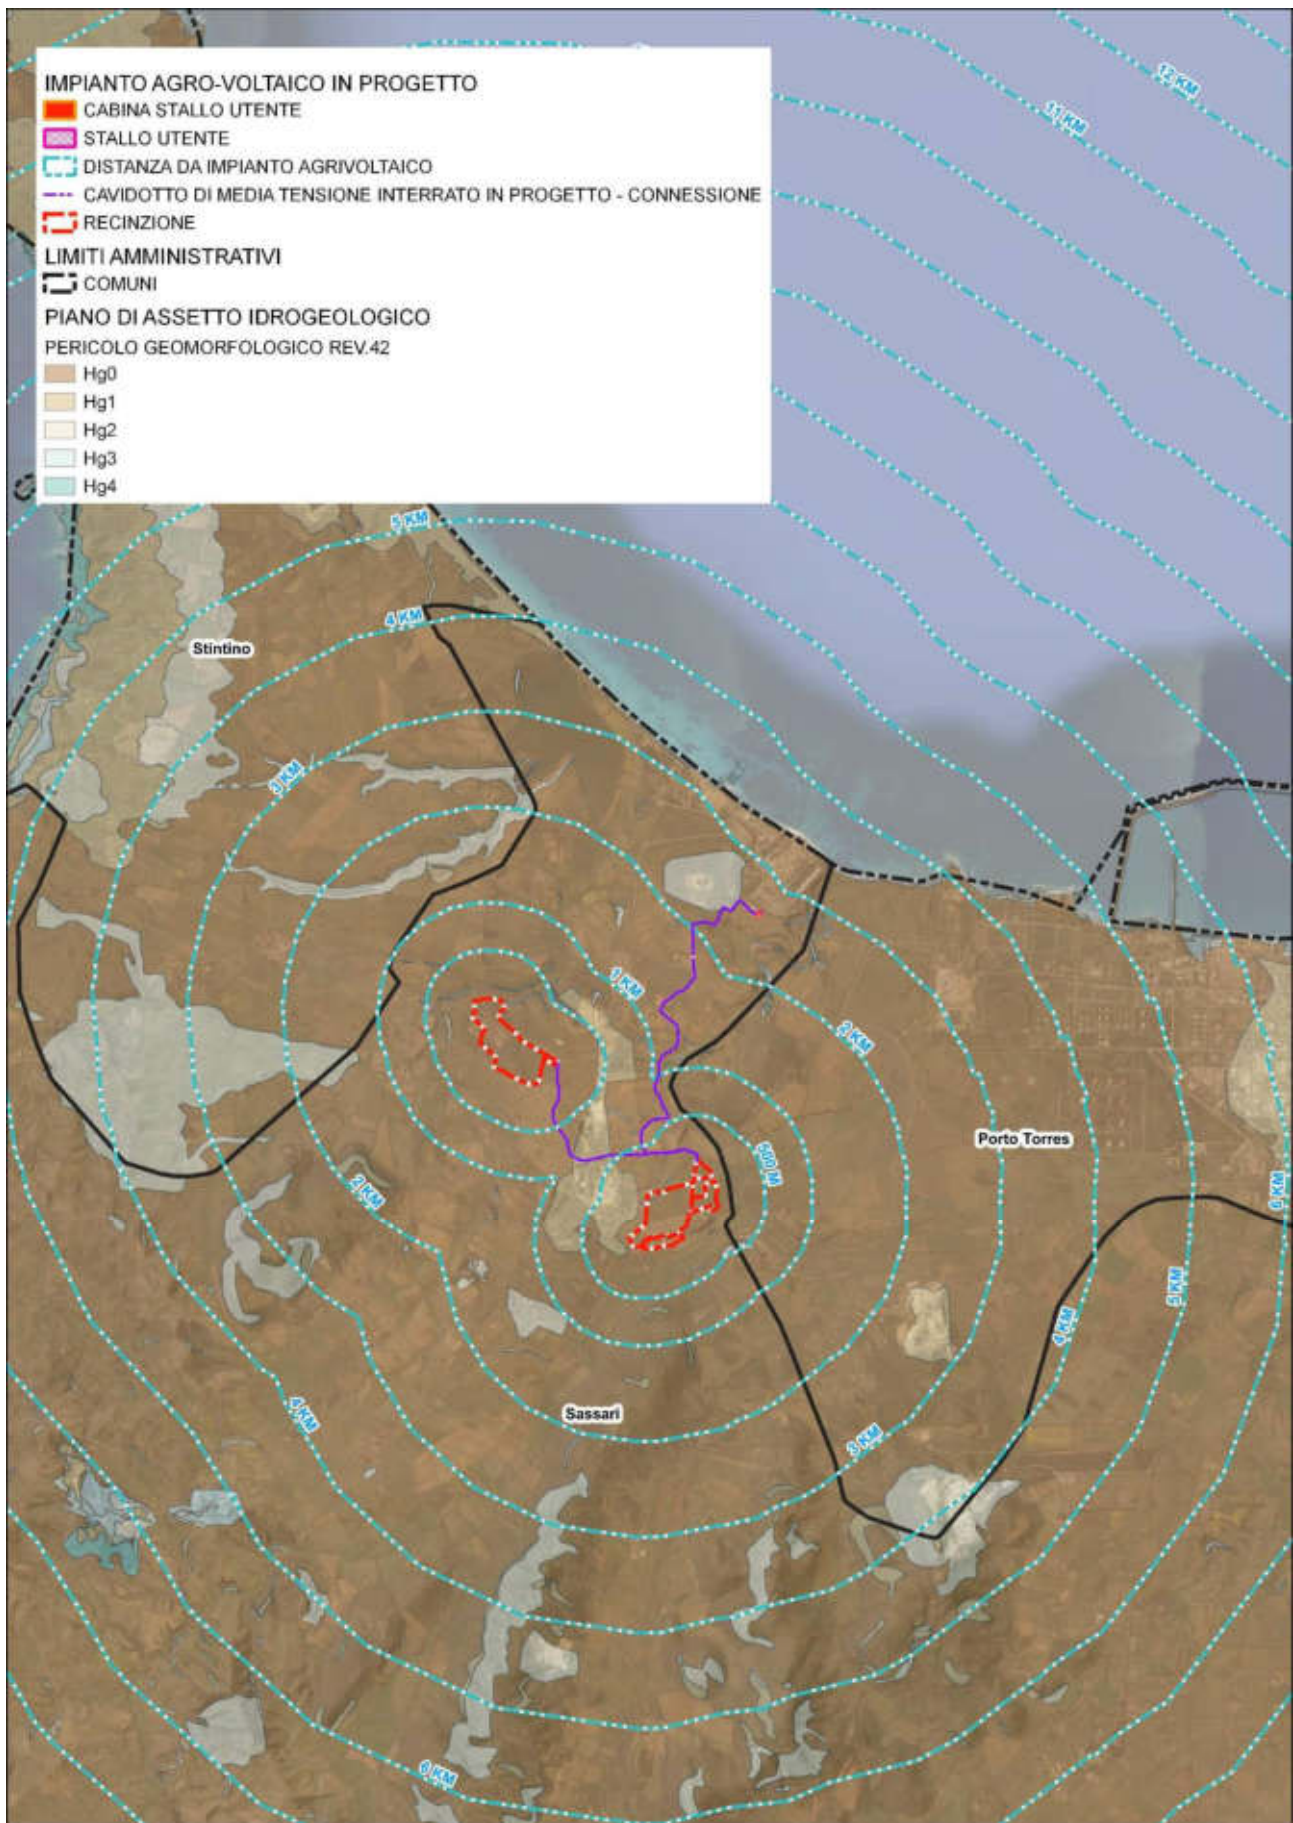 12 KM
11 KM
IMPIANTO AGRO-VOLTAICO IN PROGETTO
CABINA STALLO UTENTE
STALLO UTENTE
DISTANZA DA IMPIANTO AGRIVOLTAICO
CAVIDOTTO DI MEDIA TENSIONE INTERRATO IN PROGETTO - CONNESSIONE
RECINZIONE
LIMITI AMMINISTRATIVI
COMUNI
PIANO DI ASSETTO IDROGEOLOGICO
PERICOLO GEOMORFOLOGICO REV.42
Hg0
Hg1
Hg2
Hg3
Hg4
5 KM
4 KM
Stintino
3 KM
1 KM
2 KM
Porto Torres
500 M
2 KM
6 KM
5 KM
4 KM
4 KM
Sassari
3 KM
6 KM